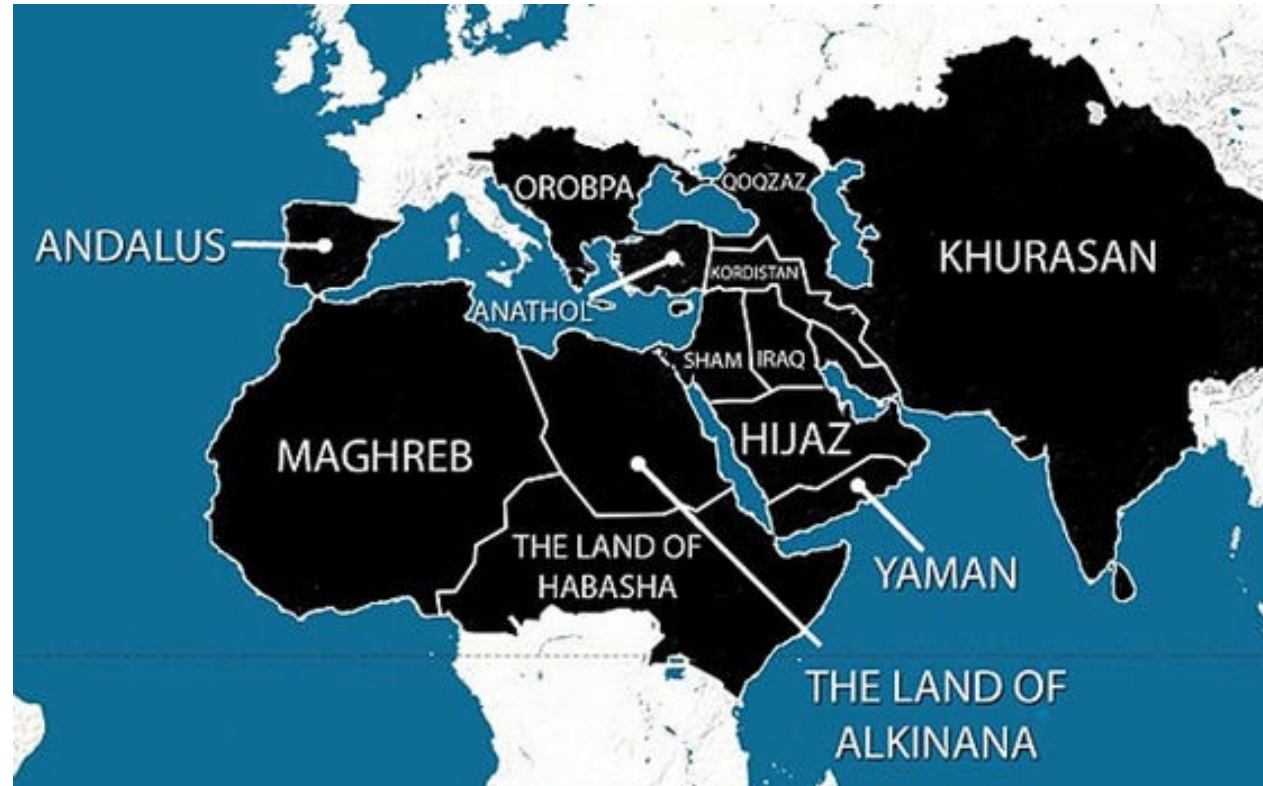 OROBPA
QOQZAZ
ANDALUS
KHURASAN
KORDISTAN
ANATHOL
SHAM
IRAQ
HIJAZ
MAGHREB
THE LAND OF
HABASHA
YAMAN
THE LAND OF
ALKINANA